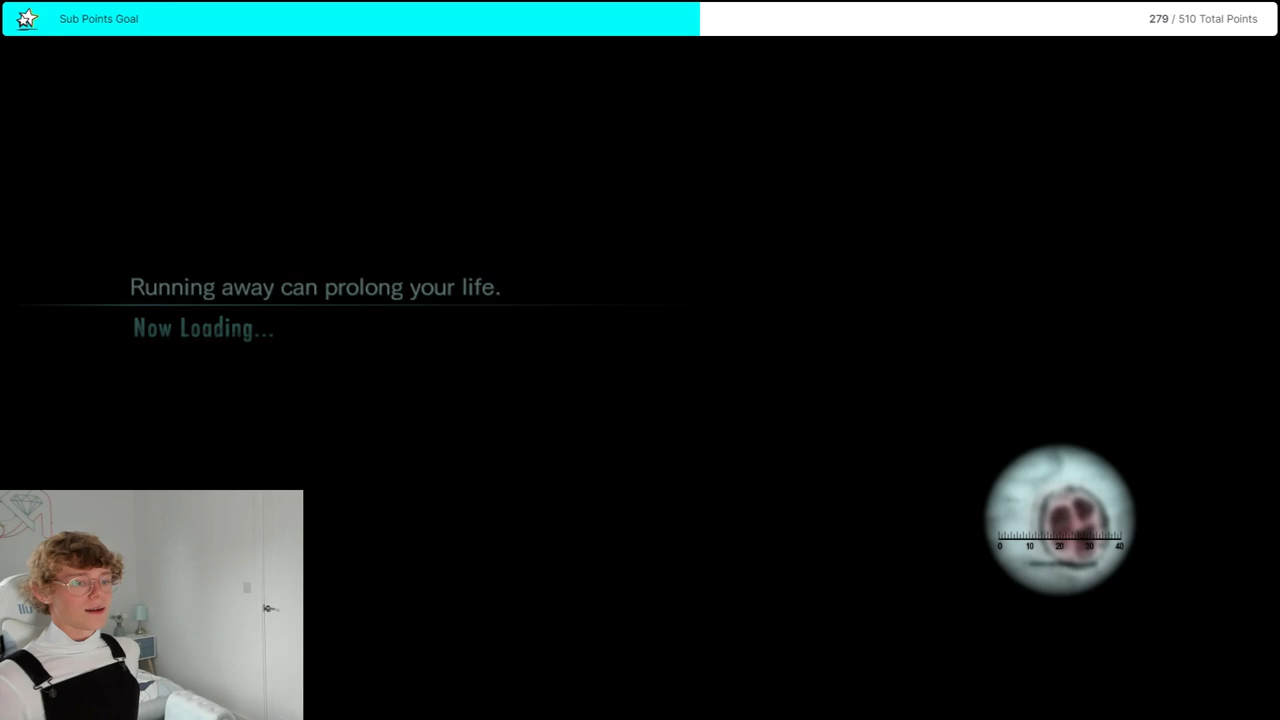 Sub Points Goal
279 / 510 Total Points
Running away can prolong your life.
Now Loading...
0 10 20 30 40